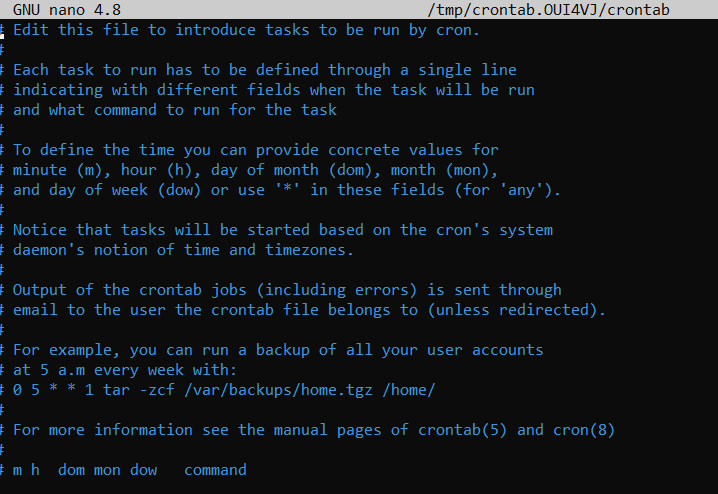 GNU nano 4.8 /tmp/crontab.OUI4VJ/crontab
# Edit this file to introduce tasks to be run by cron.
#
# Each task to run has to be defined through a single line
# indicating with different fields when the task will be run
# and what command to run for the task
#
# To define the time you can provide concrete values for
# minute (m), hour (h), day of month (dom), month (mon),
# and day of week (dow) or use '*' in these fields (for 'any').
#
# Notice that tasks will be started based on the cron's system
# daemon's notion of time and timezones.
#
# Output of the crontab jobs (including errors) is sent through
# email to the user the crontab file belongs to (unless redirected).
#
# For example, you can run a backup of all your user accounts
# at 5 a.m every week with:
# 0 5 * * 1 tar -zcf /var/backups/home.tgz /home/
#
# For more information see the manual pages of crontab(5) and cron(8)
#
# m h  dom mon dow   command